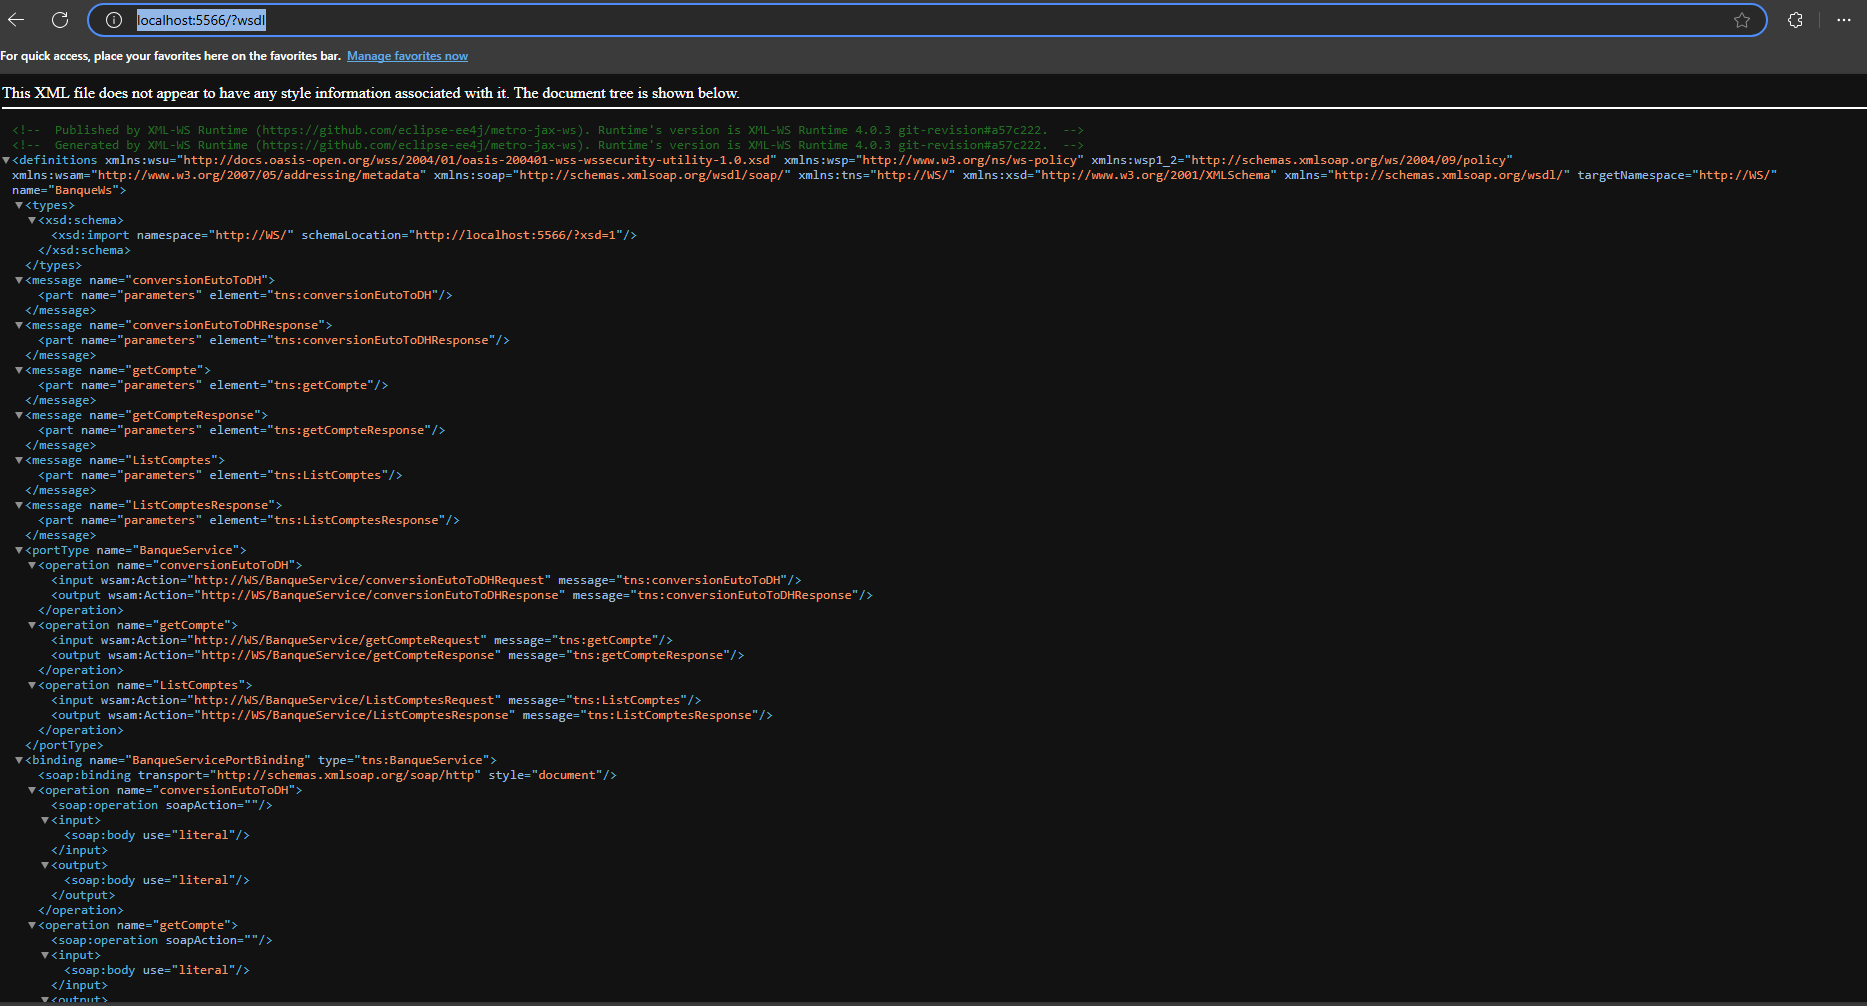 localhost:5566/?wsdl
For quick access, place your favorites here on the favorites bar. Manage favorites now
This XML file does not appear to have any style information associated with it. The document tree is shown below.
<!-- Published by XML-WS Runtime (https://github.com/eclipse-ee4j/metro-jax-ws). Runtime's version is XML-WS Runtime 4.0.3 git-revision#a57c222. -->
<!-- Generated by XML-WS Runtime (https://github.com/eclipse-ee4j/metro-jax-ws). Runtime's version is XML-WS Runtime 4.0.3 git-revision#a57c222. -->
<definitions xmlns:wsu="http://docs.oasis-open.org/wss/2004/01/oasis-200401-wss-wssecurity-utility-1.0.xsd" xmlns:wsp="http://www.w3.org/ns/ws-policy" xmlns:wsp1_2="http://schemas.xmlsoap.org/ws/2004/09/policy"
xmlns:wsam="http://www.w3.org/2007/05/addressing/metadata" xmlns:soap="http://schemas.xmlsoap.org/wsdl/soap/" xmlns:tns="http://WS/" xmlns:xsd="http://www.w3.org/2001/XMLSchema" xmlns="http://schemas.xmlsoap.org/wsdl/" targetNamespace="http://WS/"
name="BanqueWs">
<types>
<xsd:schema>
<xsd:import namespace="http://WS/" schemaLocation="http://localhost:5566/?xsd=1"/>
</xsd:schema>
</types>
<message name="conversionEutoToDH">
<part name="parameters" element="tns:conversionEutoToDH"/>
</message>
<message name="conversionEutoToDHResponse">
<part name="parameters" element="tns:conversionEutoToDHResponse"/>
</message>
<message name="getCompte">
<part name="parameters" element="tns:getCompte"/>
</message>
<message name="getCompteResponse">
<part name="parameters" element="tns:getCompteResponse"/>
</message>
<message name="ListComptes">
<part name="parameters" element="tns:ListComptes"/>
</message>
<message name="ListComptesResponse">
<part name="parameters" element="tns:ListComptesResponse"/>
</message>
<portType name="BanqueService">
<operation name="conversionEutoToDH">
<input wsam:Action="http://WS/BanqueService/conversionEutoToDHRequest" message="tns:conversionEutoToDH"/>
<output wsam:Action="http://WS/BanqueService/conversionEutoToDHResponse" message="tns:conversionEutoToDHResponse"/>
</operation>
<operation name="getCompte">
<input wsam:Action="http://WS/BanqueService/getCompteRequest" message="tns:getCompte"/>
<output wsam:Action="http://WS/BanqueService/getCompteResponse" message="tns:getCompteResponse"/>
</operation>
<operation name="ListComptes">
<input wsam:Action="http://WS/BanqueService/ListComptesRequest" message="tns:ListComptes"/>
<output wsam:Action="http://WS/BanqueService/ListComptesResponse" message="tns:ListComptesResponse"/>
</operation>
</portType>
<binding name="BanqueServicePortBinding" type="tns:BanqueService">
<soap:binding transport="http://schemas.xmlsoap.org/soap/http" style="document"/>
<operation name="conversionEutoToDH">
<soap:operation soapAction=""/>
<input>
<soap:body use="literal"/>
</input>
<output>
<soap:body use="literal"/>
</output>
</operation>
<operation name="getCompte">
<soap:operation soapAction=""/>
<input>
<soap:body use="literal"/>
</input>
<output>